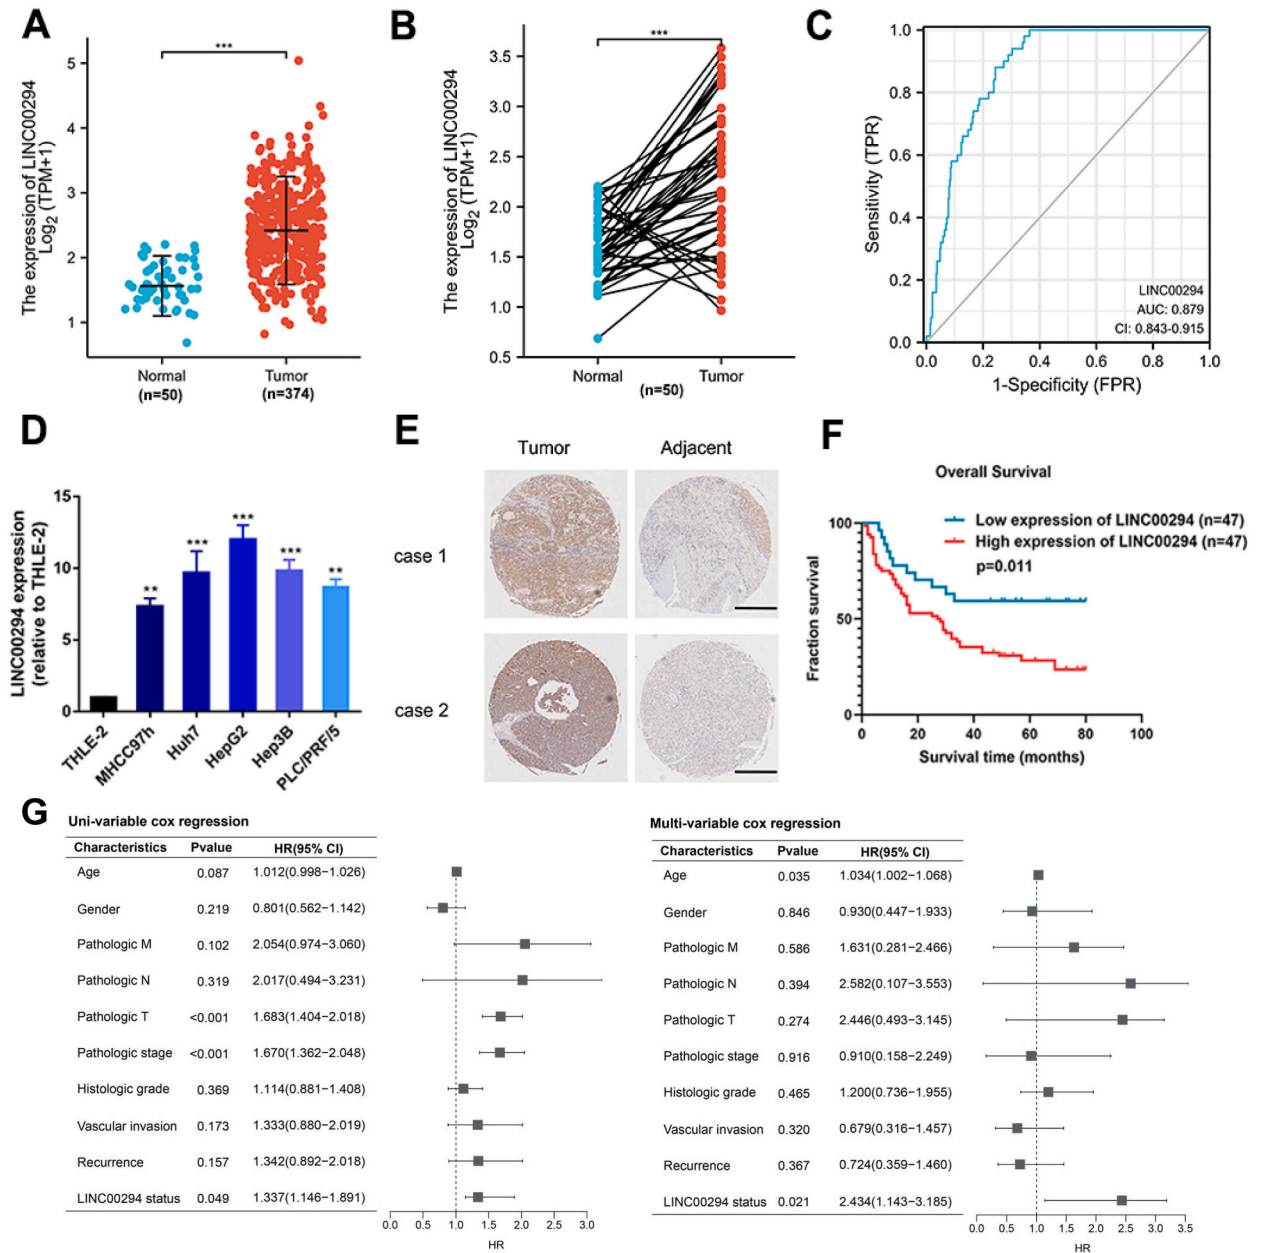 A
The expression of LINC00294
Log2 (TPM+1)
5
4
3
2
1
***
Normal
(n=50)
Tumor
(n=374)
B
The expression of LINC00294
Log2 (TPM+1)
3.5
3.0
2.5
2.0
1.5
1.0
0.5
***
Normal
Tumor
(n=50)
C
Sensitivity (TPR)
1.0
0.8
0.6
0.4
0.2
0.0
LINC00294
AUC: 0.879
CI: 0.843-0.915
0.0 0.2 0.4 0.6 0.8 1.0
1-Specificity (FPR)
D
LINC00294 expression
(relative to THLE-2)
15
10
5
0
** *** *** *** **
THLE-2 MHCC97h Huh7 HepG2 Hep3B PLC/PRF/5
E
Tumor Adjacent
case 1
case 2
F
Overall Survival
Low expression of LINC00294 (n=47)
High expression of LINC00294 (n=47)
p=0.011
Fraction survival
100
50
0
0 20 40 60 80 100
Survival time (months)
G
Uni-variable cox regression
Characteristics Pvalue HR(95% CI)
Age 0.087 1.012(0.998−1.026)
Gender 0.219 0.801(0.562−1.142)
Pathologic M 0.102 2.054(0.974−3.060)
Pathologic N 0.319 2.017(0.494−3.231)
Pathologic T <0.001 1.683(1.404−2.018)
Pathologic stage <0.001 1.670(1.362−2.048)
Histologic grade 0.369 1.114(0.881−1.408)
Vascular invasion 0.173 1.333(0.880−2.019)
Recurrence 0.157 1.342(0.892−2.018)
LINC00294 status 0.049 1.337(1.146−1.891)
0.0 0.5 1.0 1.5 2.0 2.5 3.0
HR
Multi-variable cox regression
Characteristics Pvalue HR(95% CI)
Age 0.035 1.034(1.002−1.068)
Gender 0.846 0.930(0.447−1.933)
Pathologic M 0.586 1.631(0.281−2.466)
Pathologic N 0.394 2.582(0.107−3.553)
Pathologic T 0.274 2.446(0.493−3.145)
Pathologic stage 0.916 0.910(0.158−2.249)
Histologic grade 0.465 1.200(0.736−1.955)
Vascular invasion 0.320 0.679(0.316−1.457)
Recurrence 0.367 0.724(0.359−1.460)
LINC00294 status 0.021 2.434(1.143−3.185)
0.0 0.5 1.0 1.5 2.0 2.5 3.0 3.5
HR